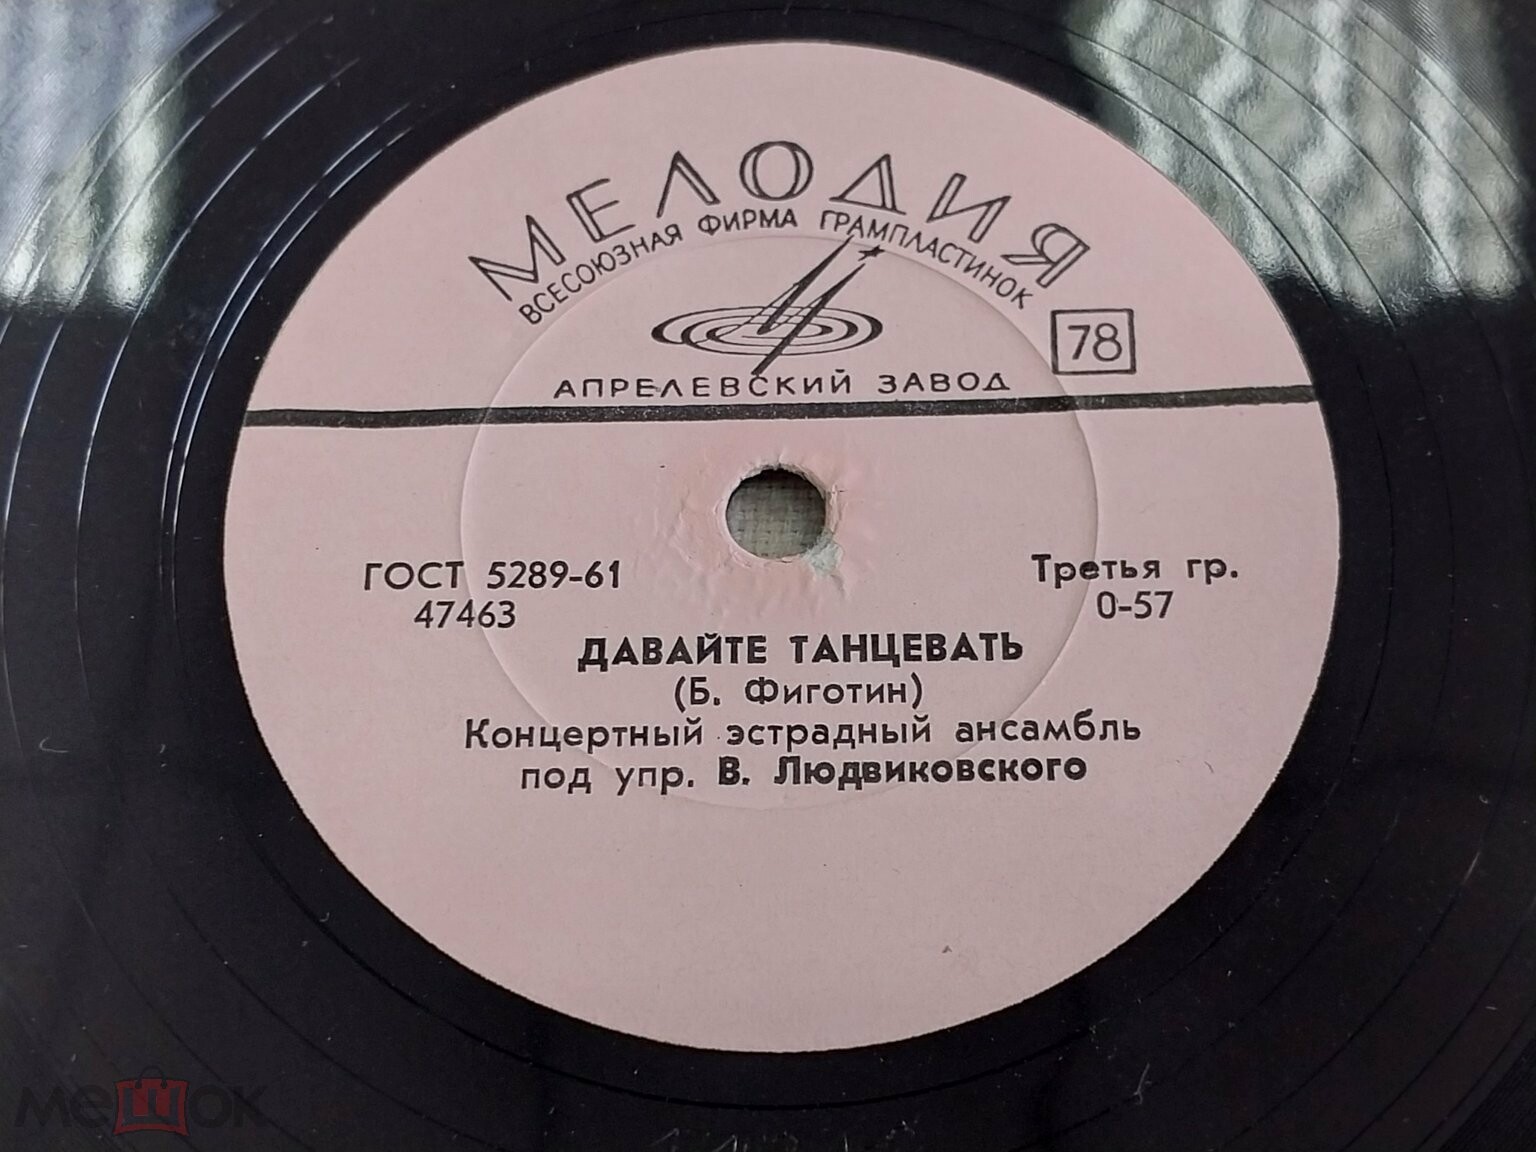 МЕЛОДИЯ
ВСЕСОЮЗНАЯ ФИРМА ГРАМПЛАСТИНОК
78
АПРЕЛЕВСКИЙ ЗАВОД
ГОСТ 5289-61
47463
Третья гр.
0-57
ДАВАЙТЕ ТАНЦЕВАТЬ
(Б. Фиготин)
Концертный эстрадный ансамбль
под упр. В. Людвиковского
мешок